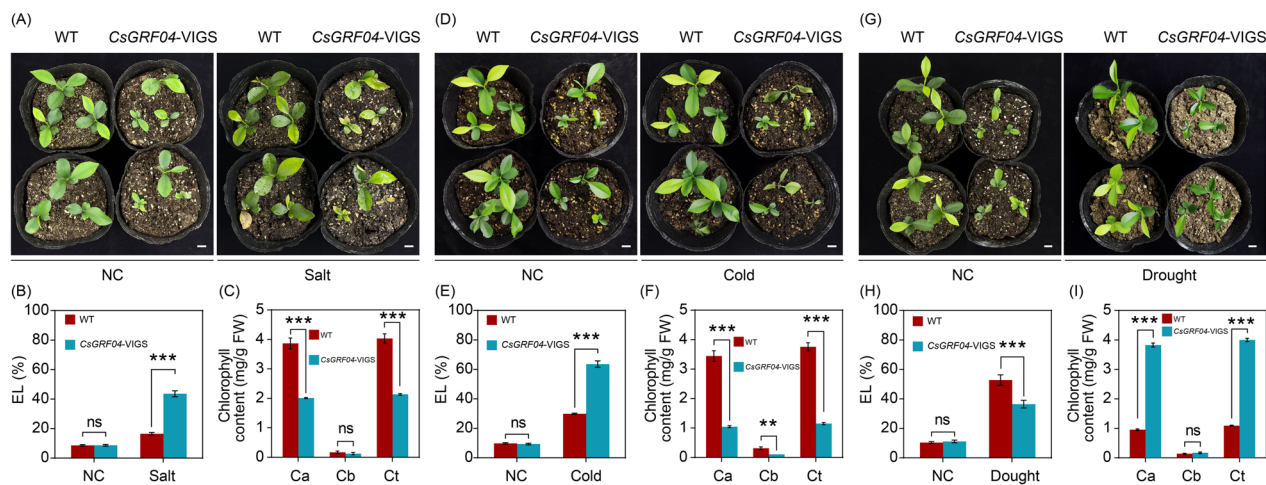 (A)
WT CsGRF04-VIGS WT CsGRF04-VIGS
NC Salt
(B)
EL (%)
100
80
60
40
20
0
WT
CsGRF04-VIGS
ns
***
NC Salt
(C)
Chlorophyll
content (mg/g FW)
5
4
3
2
1
0
WT
CsGRF04-VIGS
***
ns
***
Ca Cb Ct
(D)
WT CsGRF04-VIGS WT CsGRF04-VIGS
NC Cold
(E)
EL (%)
100
80
60
40
20
0
WT
CsGRF04-VIGS
ns
***
NC Cold
(F)
Chlorophyll
content (mg/g FW)
5
4
3
2
1
0
WT
CsGRF04-VIGS
***
**
***
Ca Cb Ct
(G)
WT CsGRF04-VIGS WT CsGRF04-VIGS
NC Drought
(H)
EL (%)
100
80
60
40
20
0
WT
CsGRF04-VIGS
ns
***
NC Dought
(I)
Chlorophyll
content (mg/g FW)
5
4
3
2
1
0
WT
CsGRF04-VIGS
***
ns
***
Ca Cb Ct